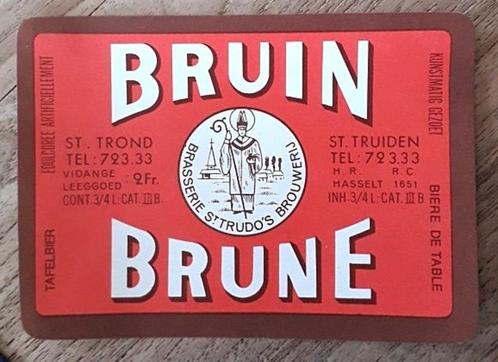 BRUIN
EDULCORÉE ARTIFICIELLEMENT
TAFELBIER
ST. TROND
TEL: 723.33
VIDANGE
LEEGGOED : 2Fr.
CONT. 3/4 L: CAT. III B.
BRASSERIE ST TRUDO'S BROUWERIJ
ST. TRUIDEN
TEL: 723.33
H. R. R. C
HASSELT 1651
INH. 3/4 L: CAT. III B
KUNSTMATIG GEZOET
BIERE DE TABLE
BRUNE